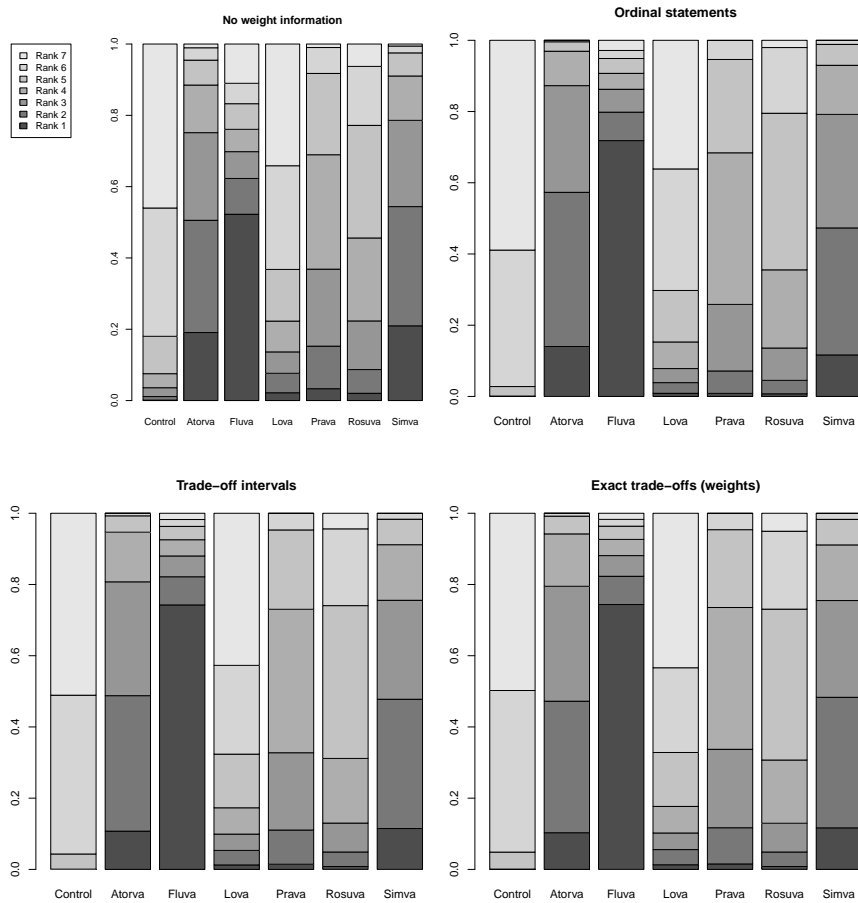 No weight information
Rank 7
Rank 6
Rank 5
Rank 4
Rank 3
Rank 2
Rank 1
1.0
0.8
0.6
0.4
0.2
0.0
Control Atorva Fluva Lova Prava Rosuva Simva
Ordinal statements
1.0
0.8
0.6
0.4
0.2
0.0
Control Atorva Fluva Lova Prava Rosuva Simva
Trade−off intervals
1.0
0.8
0.6
0.4
0.2
0.0
Control Atorva Fluva Lova Prava Rosuva Simva
Exact trade−offs (weights)
1.0
0.8
0.6
0.4
0.2
0.0
Control Atorva Fluva Lova Prava Rosuva Simva